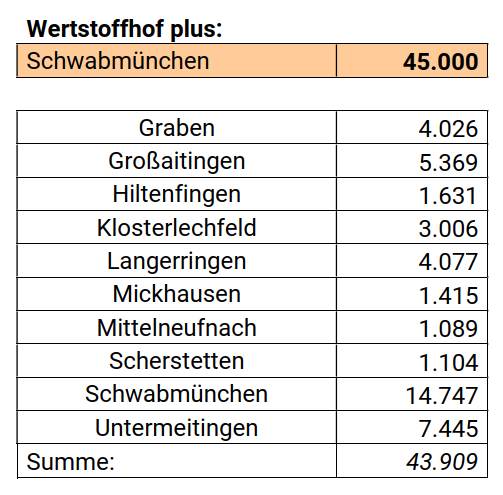 Wertstoffhof plus:
Schwabmünchen 45.000
Graben 4.026
Großaitingen 5.369
Hiltenfingen 1.631
Klosterlechfeld 3.006
Langerringen 4.077
Mickhausen 1.415
Mittelneufnach 1.089
Scherstetten 1.104
Schwabmünchen 14.747
Untermeitingen 7.445
Summe: 43.909